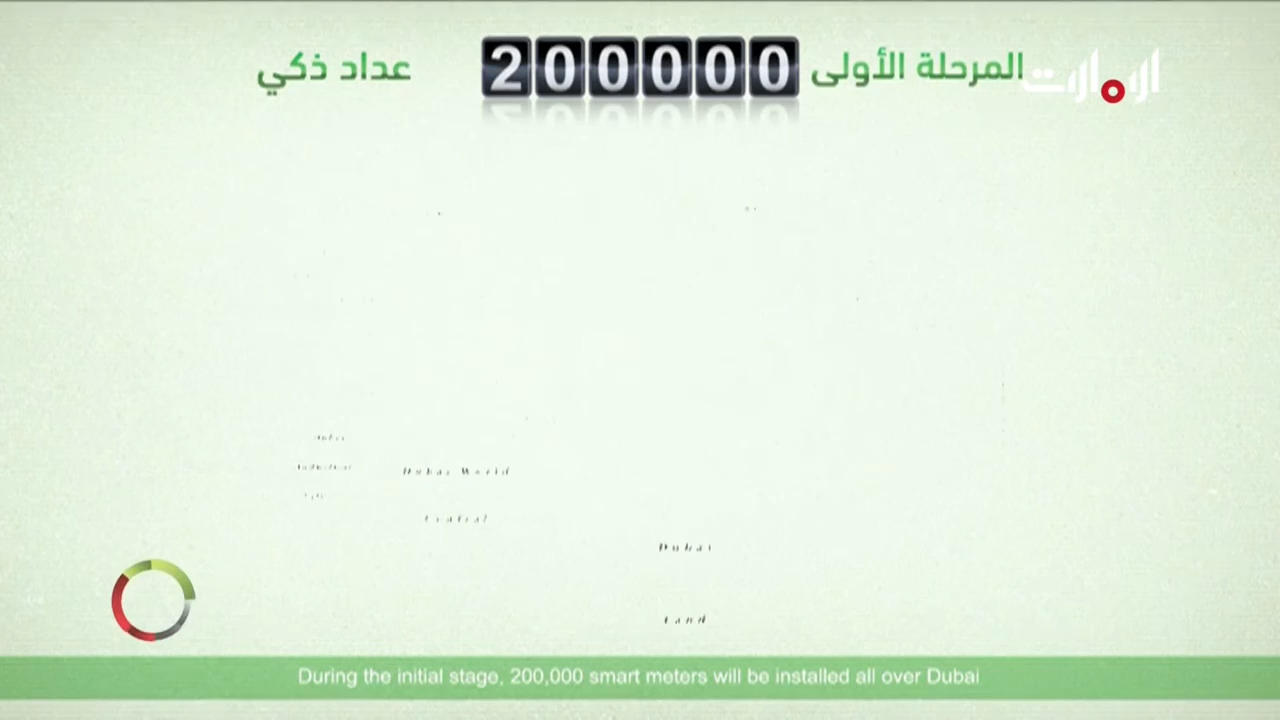 المرحلة الأولى 200000 عداد ذكي
الإمارات
Dubai World
Central
Dubai
Land
During the initial stage, 200,000 smart meters will be installed all over Dubai